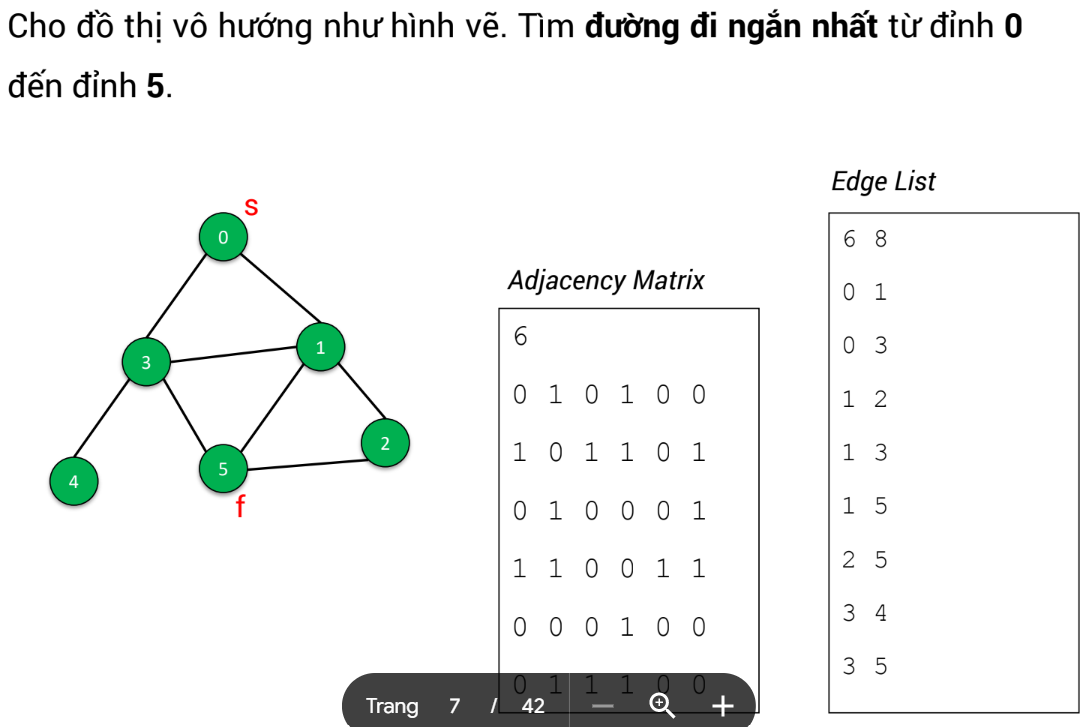 Cho đồ thị vô hướng như hình vẽ. Tìm đường đi ngắn nhất từ đỉnh 0
đến đỉnh 5.
s
0
3
1
4
5
2
f
Adjacency Matrix
6
0 1 0 1 0 0
1 0 1 1 0 1
0 1 0 0 0 1
1 1 0 0 1 1
0 0 0 1 0 0
0 1 1 1 0 0
Edge List
6 8
0 1
0 3
1 2
1 3
1 5
2 5
3 4
3 5
Trang 7 / 42